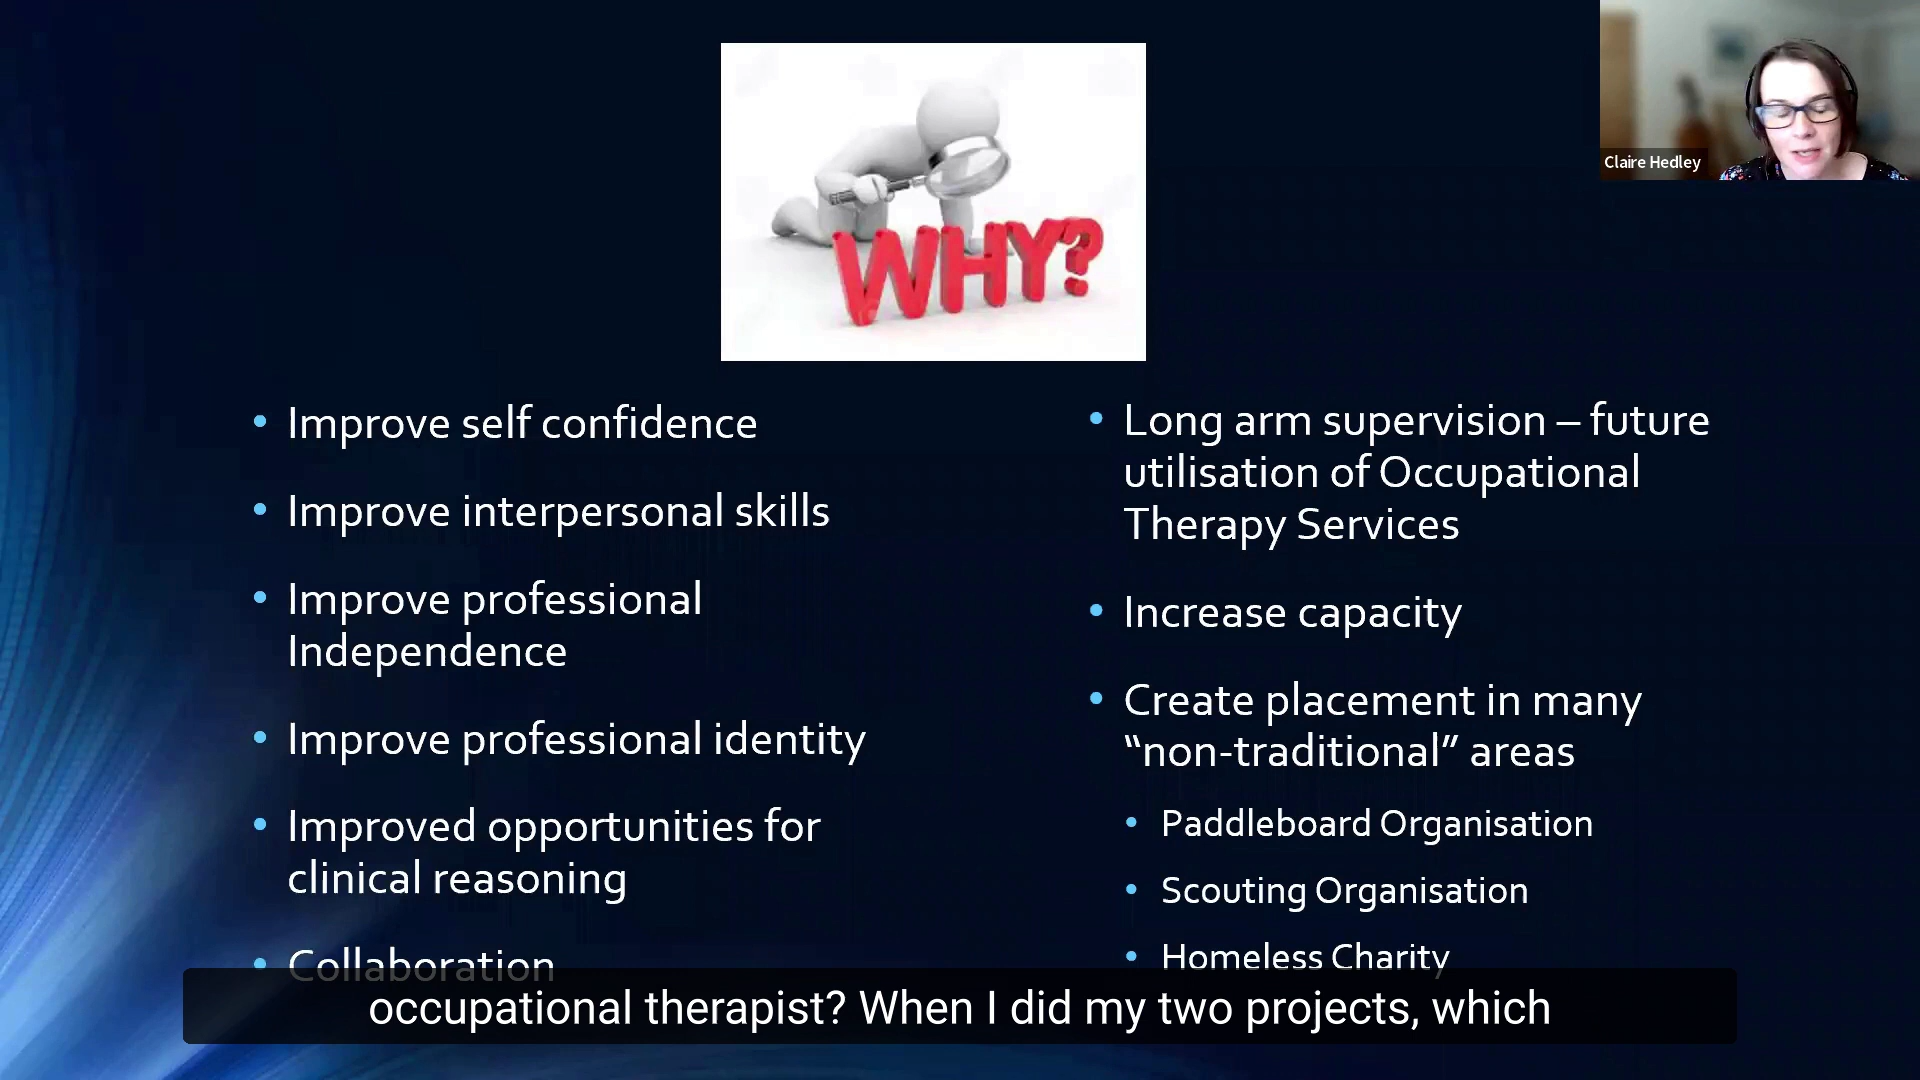 WHY?
Claire Hedley
• Improve self confidence
• Improve interpersonal skills
• Improve professional
Independence
• Improve professional identity
• Improved opportunities for
clinical reasoning
• Collaboration
• Long arm supervision – future
utilisation of Occupational
Therapy Services
• Increase capacity
• Create placement in many
“non-traditional” areas
• Paddleboard Organisation
• Scouting Organisation
• Homeless Charity
occupational therapist? When I did my two projects, which